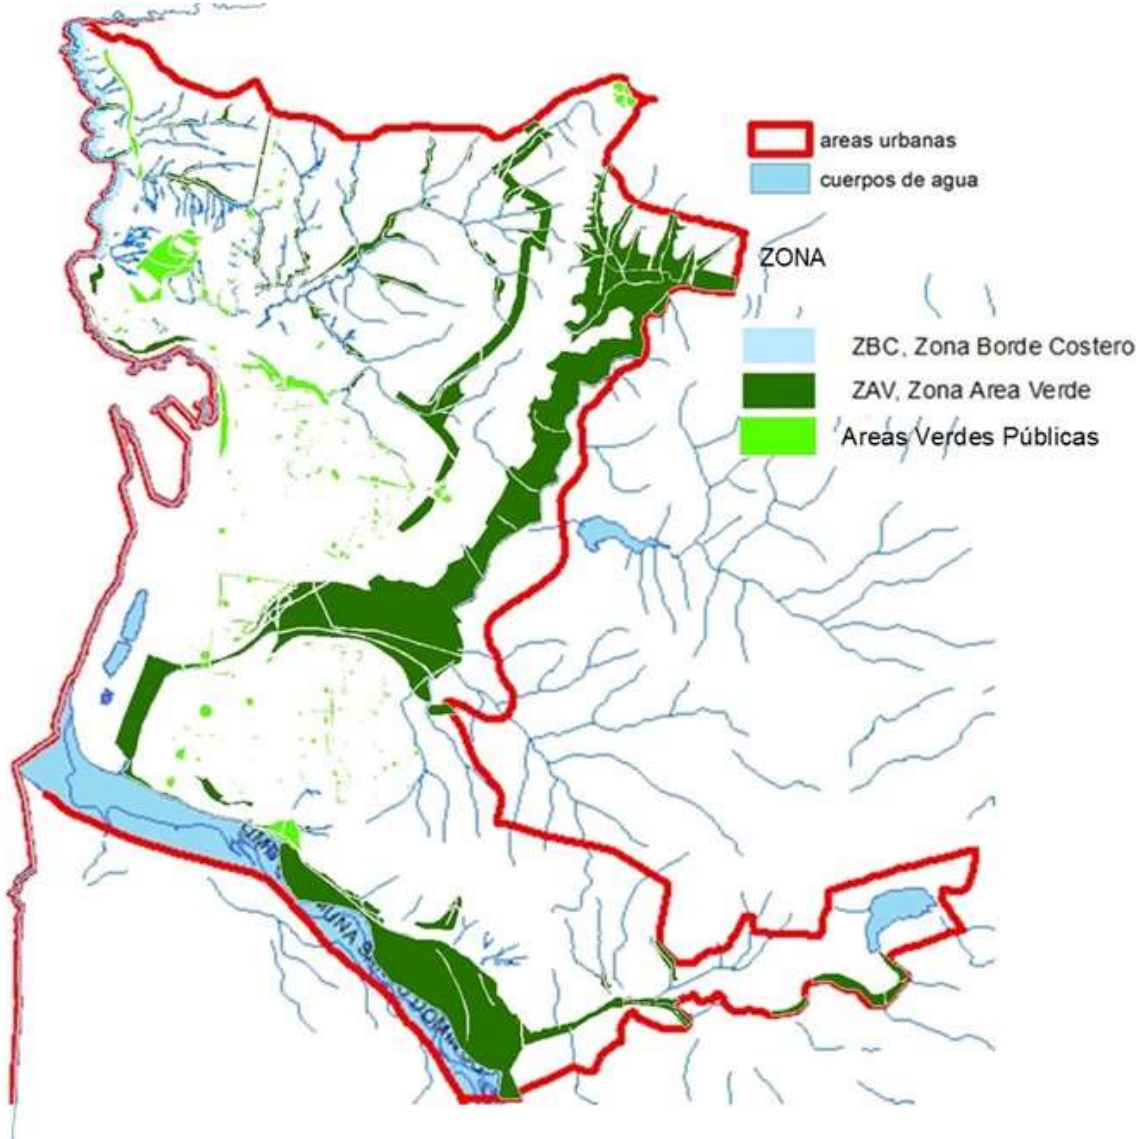 areas urbanas
cuerpos de agua
ZONA
ZBC, Zona Borde Costero
ZAV, Zona Area Verde
Areas Verdes Públicas